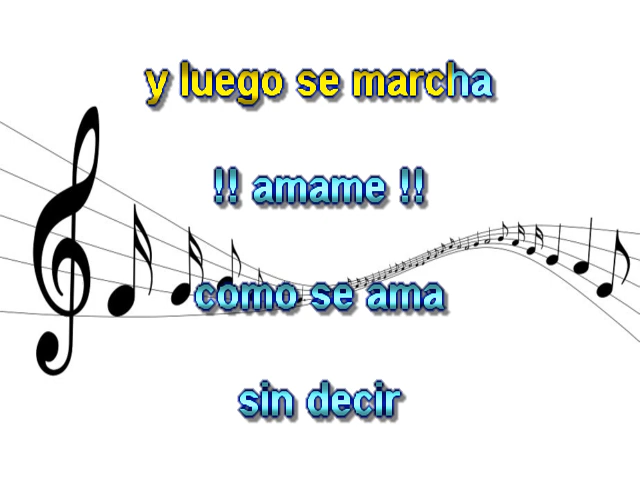 y luego se marcha
!! amame !!
como se ama
sin decir